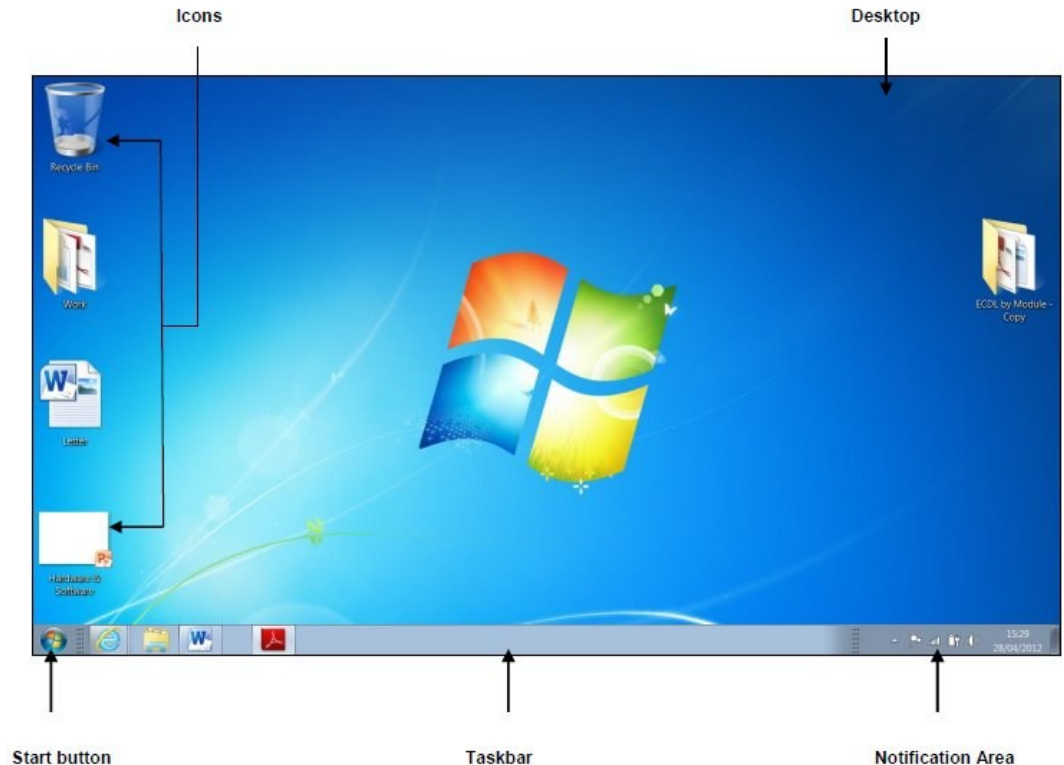 Icons
Desktop
Recycle Bin
Work
ECDL by Module -
Copy
W
Letter
P
Hardware &
Software
W
15:29
28/04/2012
Start button
Taskbar
Notification Area